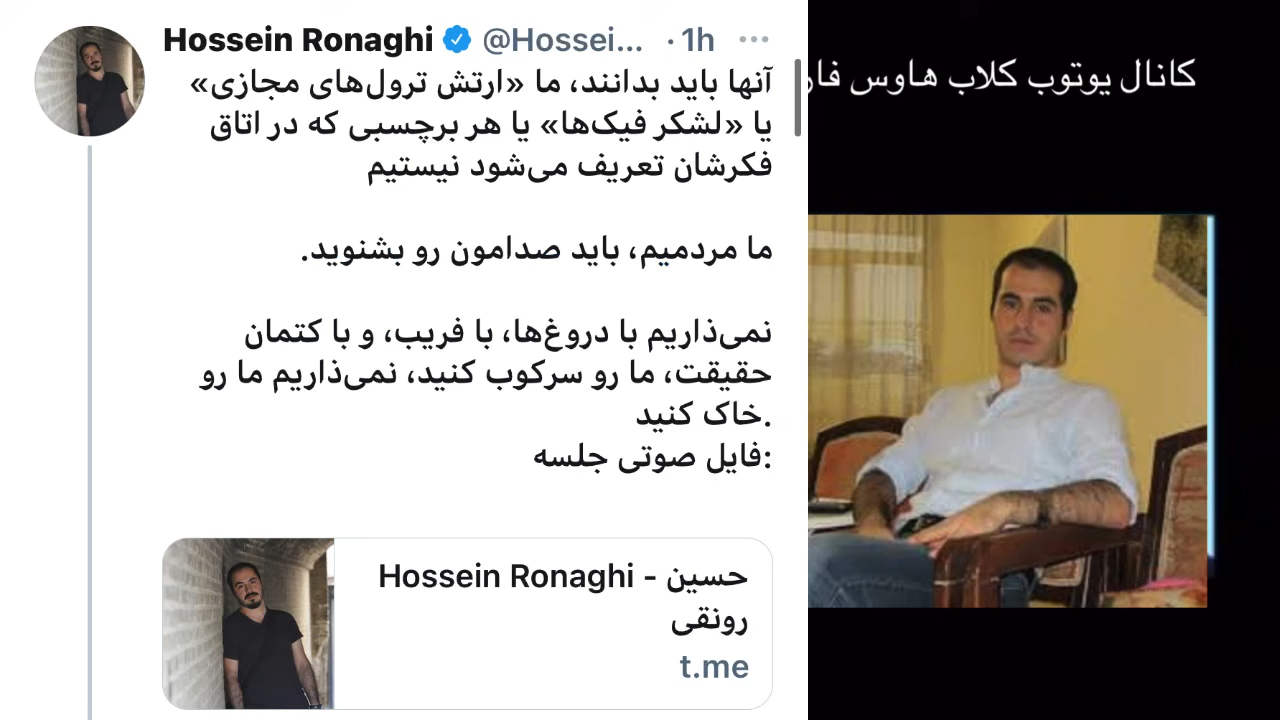 Hossein Ronaghi @Hossei... · 1h
آنها باید بدانند، ما «ارتش ترول‌های مجازی»
یا «لشکر فیک‌ها» یا هر برچسبی که در اتاق
فکرشان تعریف می‌شود نیستیم
ما مردمیم، باید صدامون رو بشنوید.
نمی‌ذاریم با دروغ‌ها، با فریب، و با کتمان
حقیقت، ما رو سرکوب کنید، نمی‌ذاریم ما رو
خاک کنید.
فایل صوتی جلسه:
Hossein Ronaghi - حسین
رونقی
t.me
کانال یوتوب کلاب هاوس